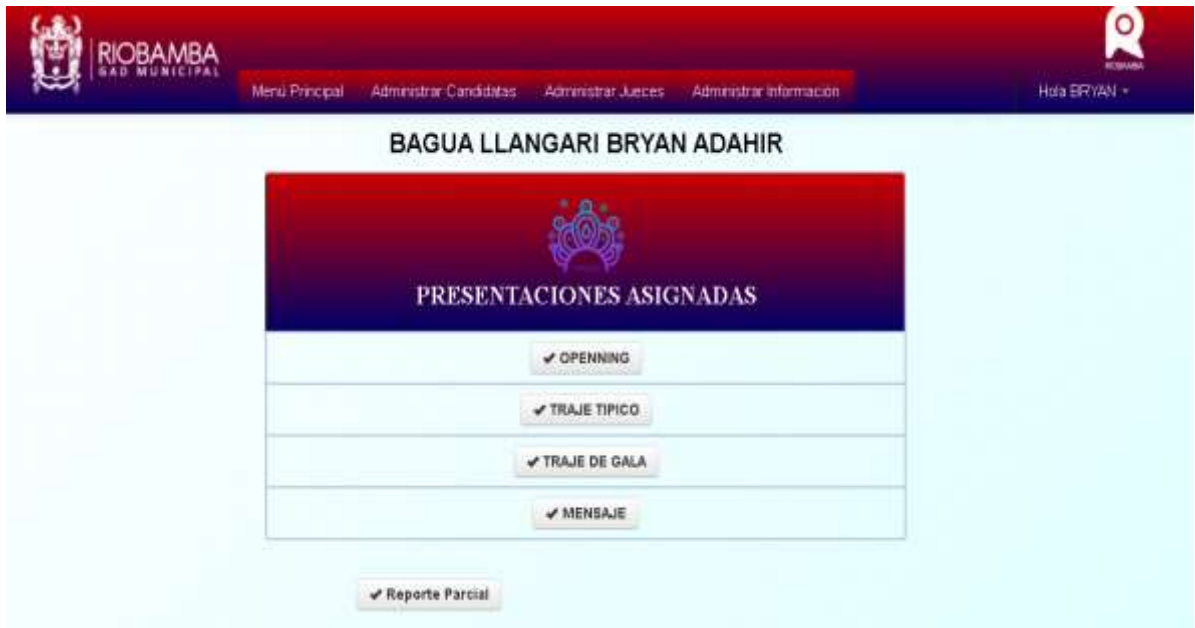 RIOBAMBA
GAD MUNICIPAL
RIOBAMBA
Menú Principal Administrar Candidatas Administrar Jueces Administrar Información Hola BRYAN
BAGUA LLANGARI BRYAN ADAHIR
PRESENTACIONES ASIGNADAS
OPENNING
TRAJE TIPICO
TRAJE DE GALA
MENSAJE
Reporte Parcial